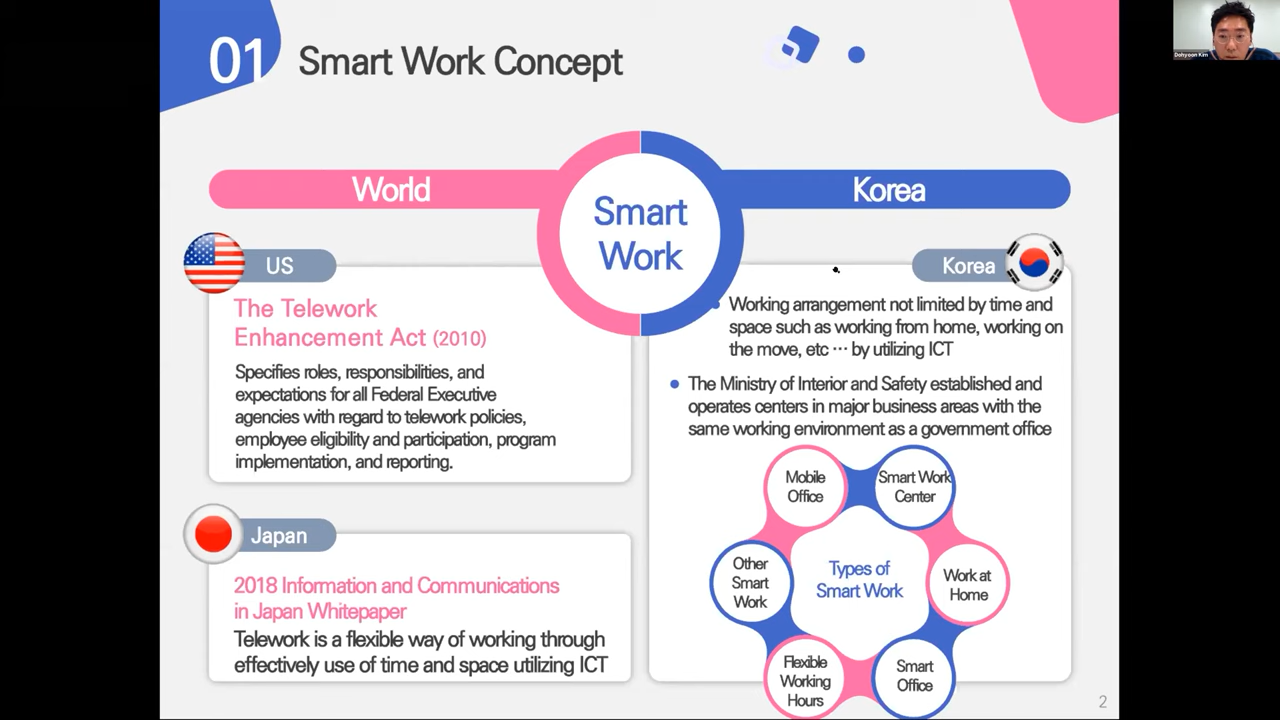 01 Smart Work Concept
Dohyoon Kim
World
Smart
Work
Korea
US
The Telework
Enhancement Act (2010)
Specifies roles, responsibilities, and
expectations for all Federal Executive
agencies with regard to telework policies,
employee eligibility and participation, program
implementation, and reporting.
Japan
2018 Information and Communications
in Japan Whitepaper
Telework is a flexible way of working through
effectively use of time and space utilizing ICT
Korea
Working arrangement not limited by time and
space such as working from home, working on
the move, etc ··· by utilizing ICT
The Ministry of Interior and Safety established and
operates centers in major business areas with the
same working environment as a government office
Mobile
Office
Smart Work
Center
Other
Smart
Work
Types of
Smart Work
Work at
Home
Flexible
Working
Hours
Smart
Office
2